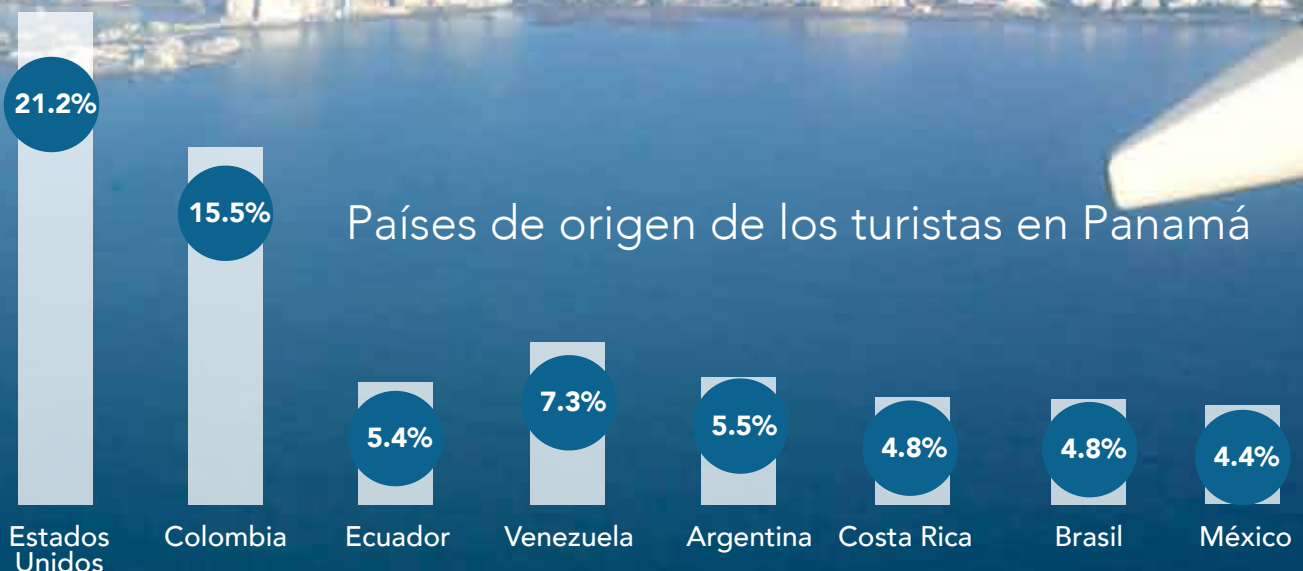 21.2%
15.5%
Países de origen de los turistas en Panamá
5.4%
7.3%
5.5%
4.8%
4.8%
4.4%
Estados
Unidos
Colombia
Ecuador
Venezuela
Argentina
Costa Rica
Brasil
México